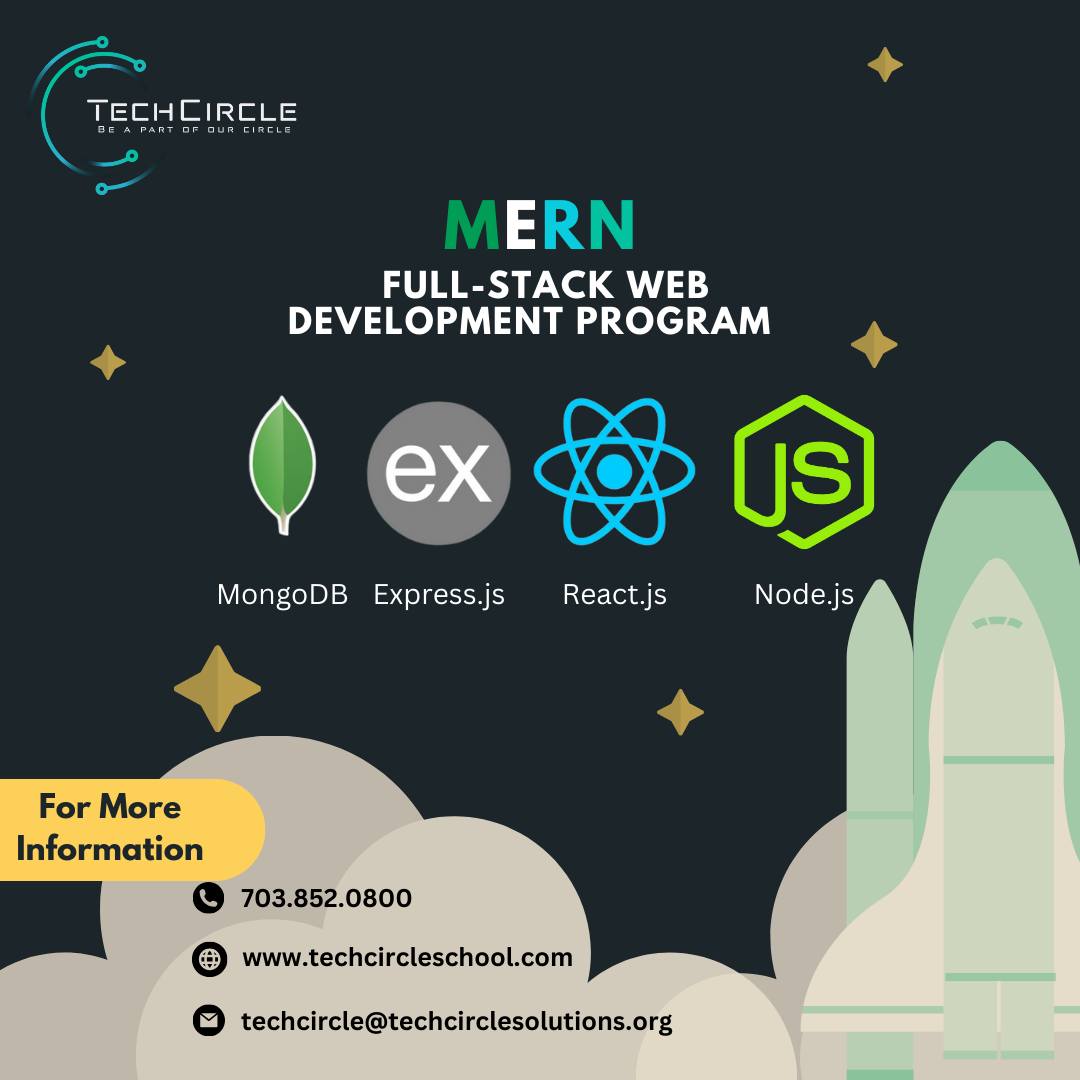 TechCircle
Be a part of our circle
MERN
FULL-STACK WEB
DEVELOPMENT PROGRAM
ex
JS
MongoDB Express.js React.js Node.js
For More
Information
703.852.0800
www.techcircleschool.com
techcircle@techcirclesolutions.org